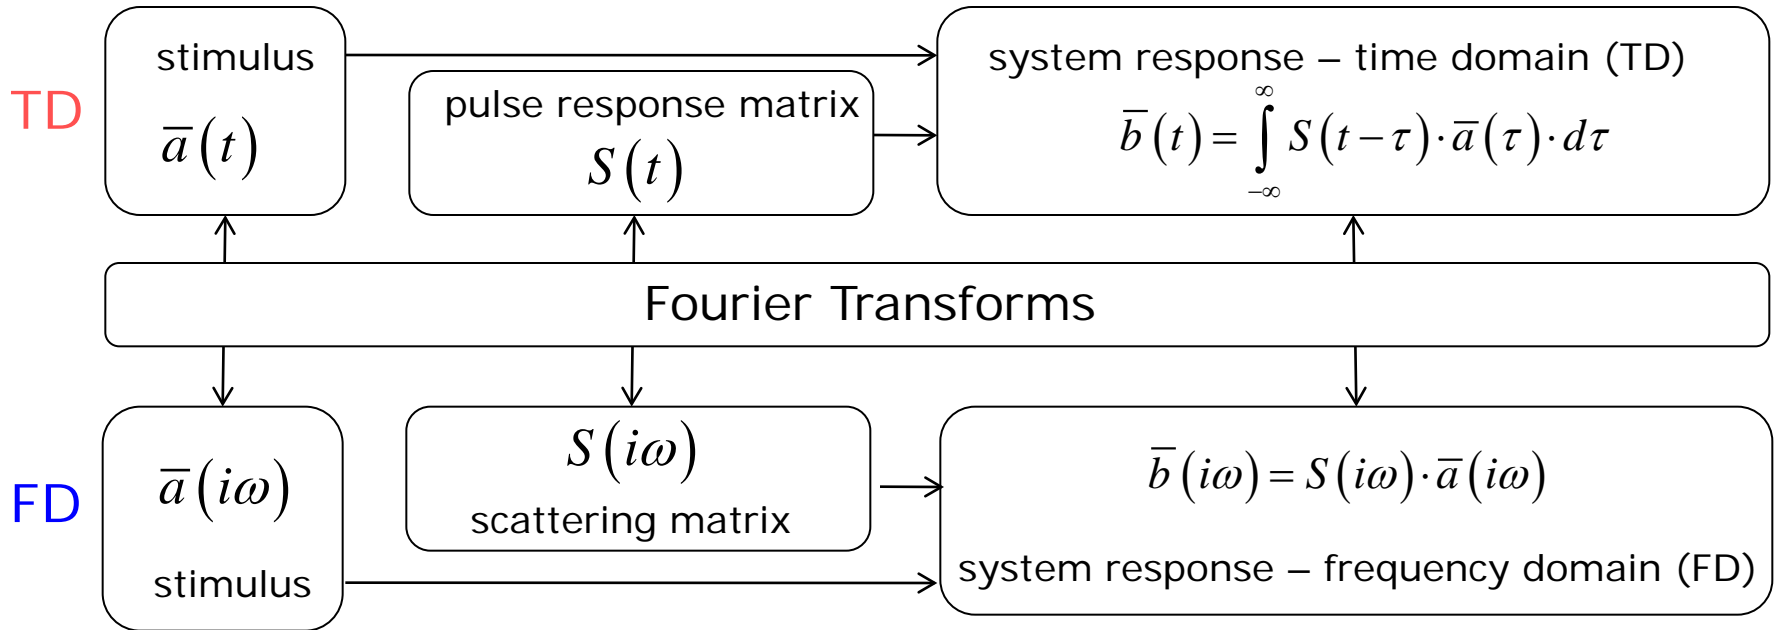 TD
stimulus
a̅(t)
pulse response matrix
S(t)
system response – time domain (TD)
b̅(t) = ∫_{−∞}^{∞} S(t−τ)·a̅(τ)·dτ
Fourier Transforms
FD
a̅(iω)
stimulus
S(iω)
scattering matrix
b̅(iω) = S(iω)·a̅(iω)
system response – frequency domain (FD)